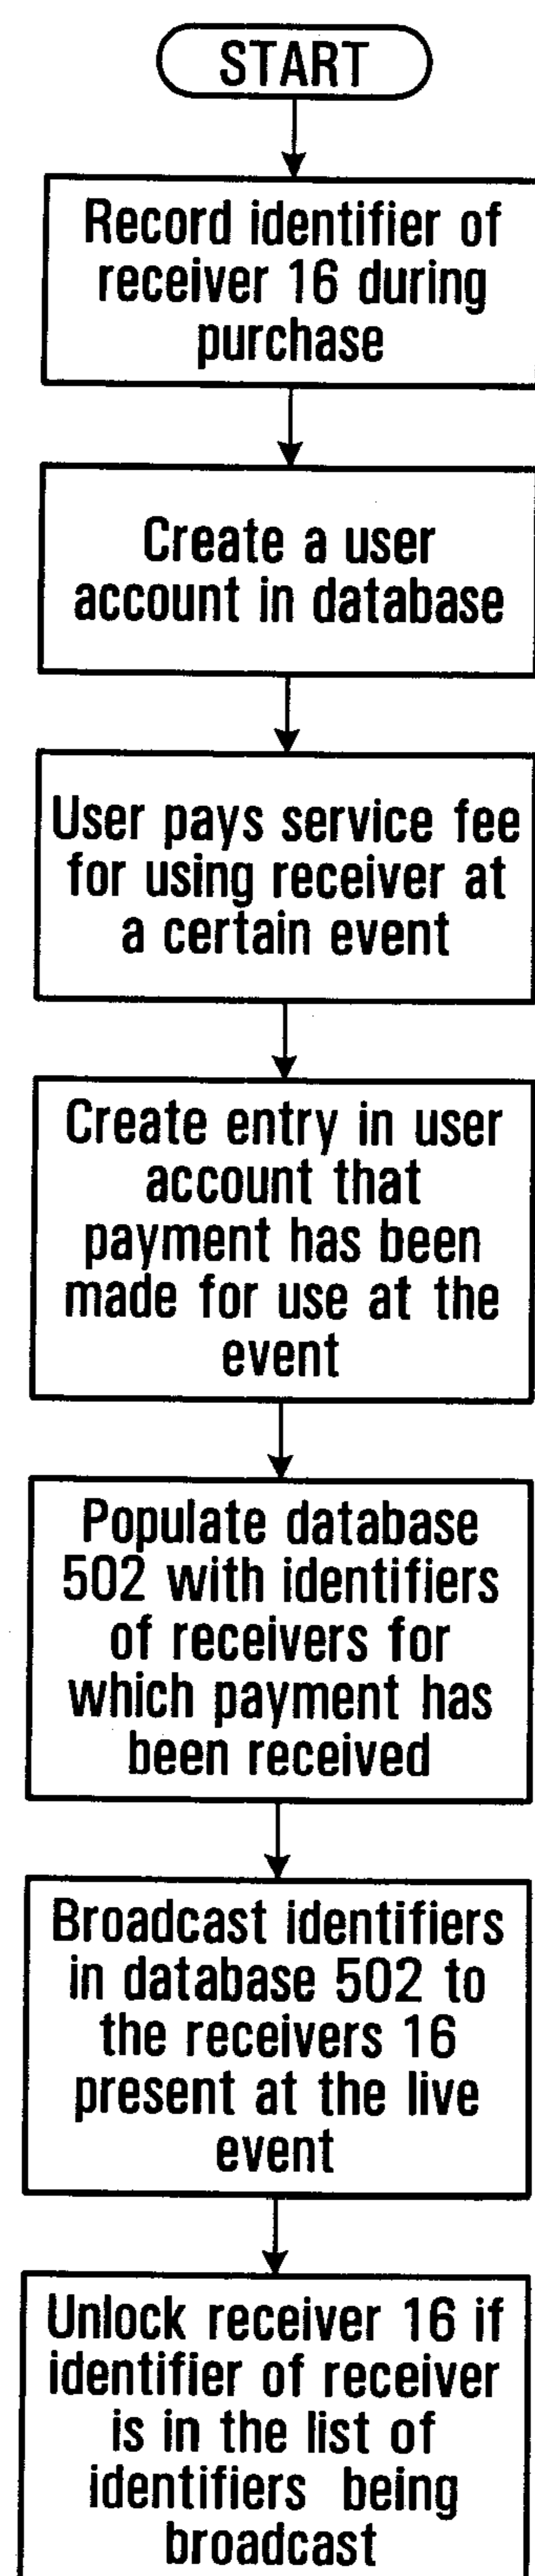 START
Record identifier of
receiver 16 during
purchase
Create a user
account in database
User pays service fee
for using receiver at
a certain event
Create entry in user
account that
payment has been
made for use at the
event
Populate database
502 with identifiers
of receivers for
which payment has
been received
Broadcast identifiers
in database 502 to
the receivers 16
present at the live
event
Unlock receiver 16 if
identifier of receiver
is in the list of
identifiers being
broadcast